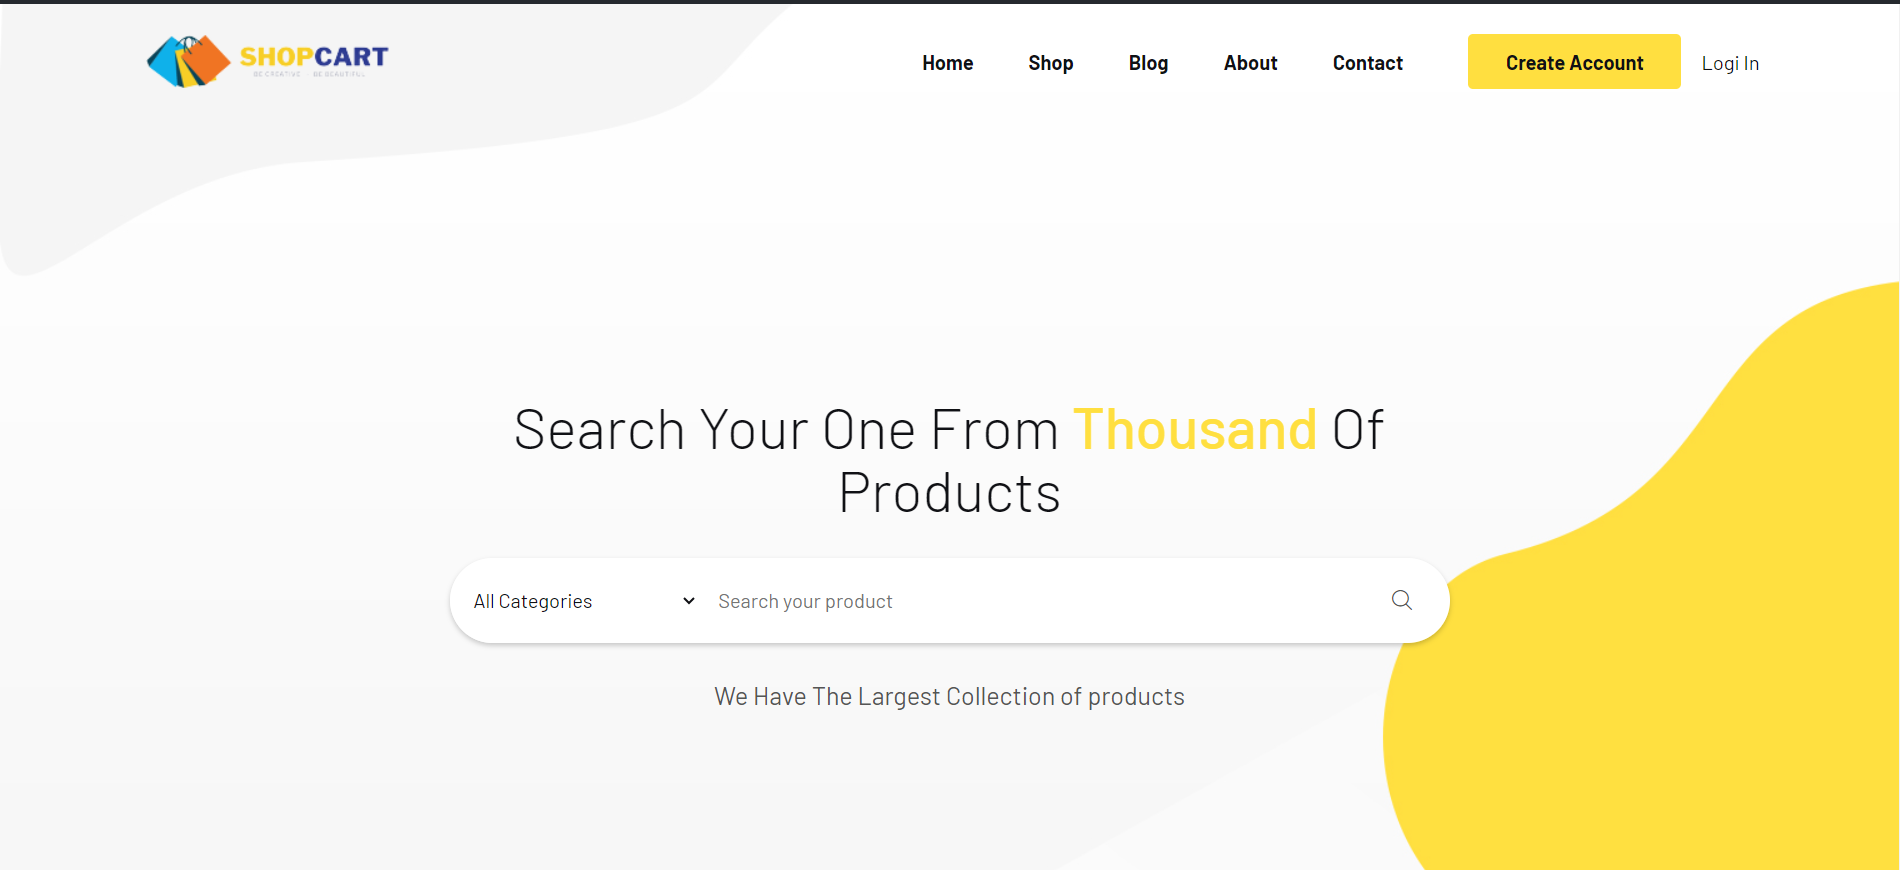 SHOPCART
BE CREATIVE - BE BEAUTIFUL
Home Shop Blog About Contact Create Account Logi In
Search Your One From Thousand Of
Products
All Categories Search your product
We Have The Largest Collection of products